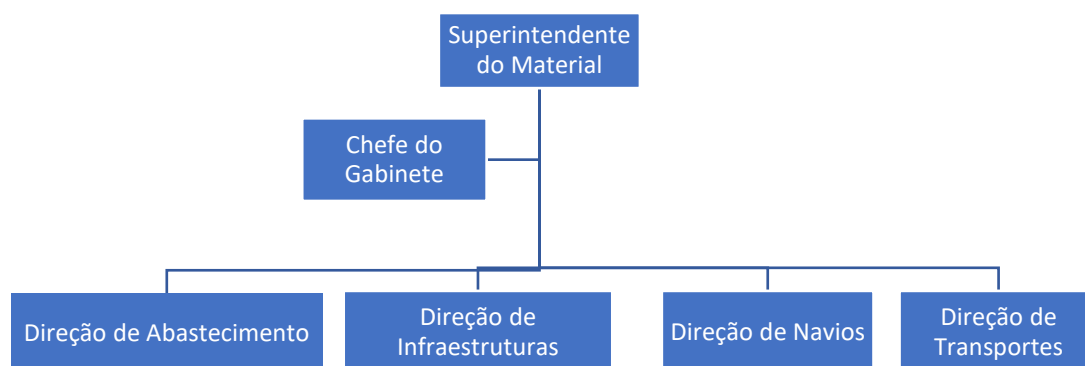 Superintendente
do Material
Chefe do
Gabinete
Direção de Abastecimento
Direção de
Infraestruturas
Direção de Navios
Direção de
Transportes